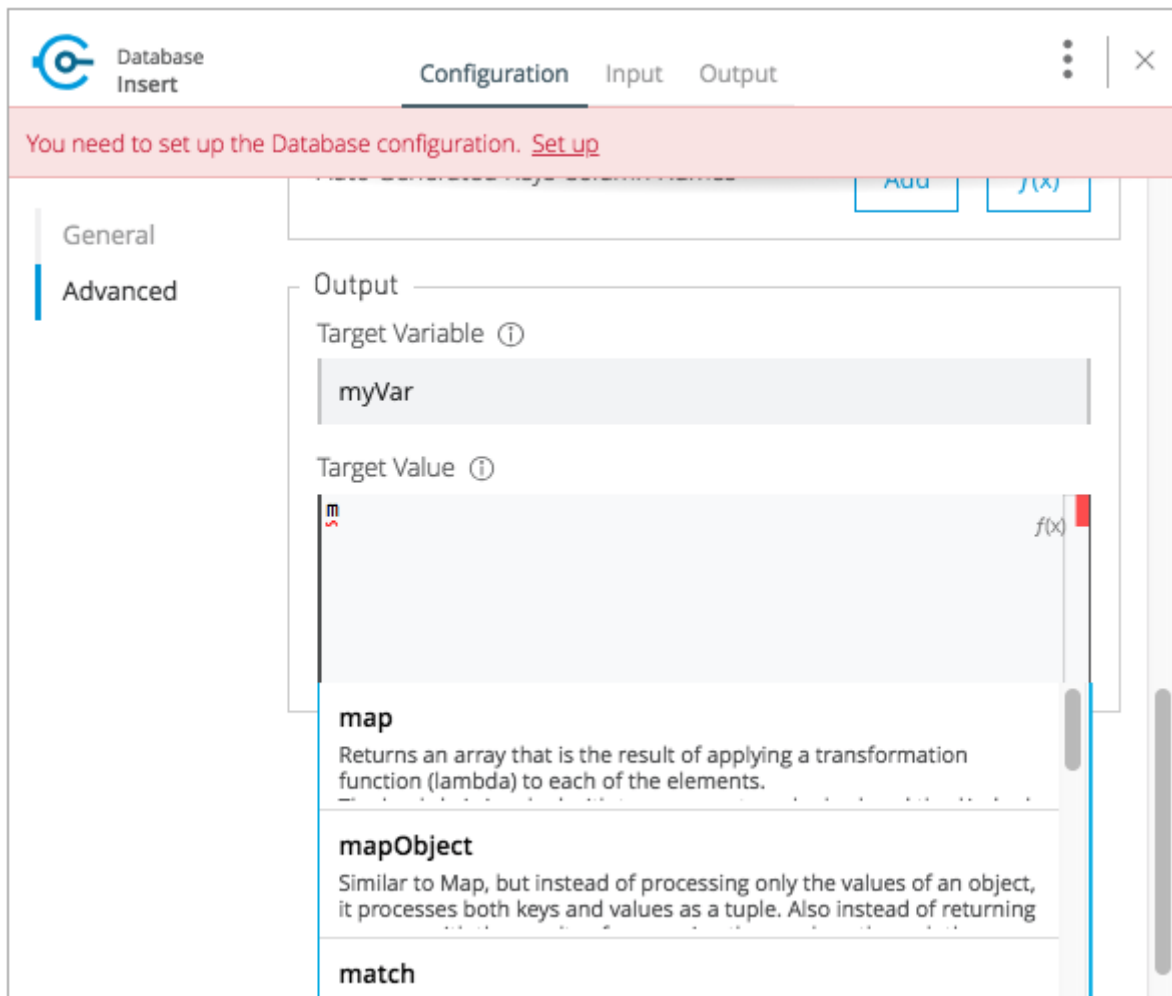 Database
Insert
Configuration
Input
Output
You need to set up the Database configuration. Set up
Add
f(x)
General
Advanced
Output
Target Variable
myVar
Target Value
m
f(x)
map
Returns an array that is the result of applying a transformation
function (lambda) to each of the elements.
mapObject
Similar to Map, but instead of processing only the values of an object,
it processes both keys and values as a tuple. Also instead of returning
match